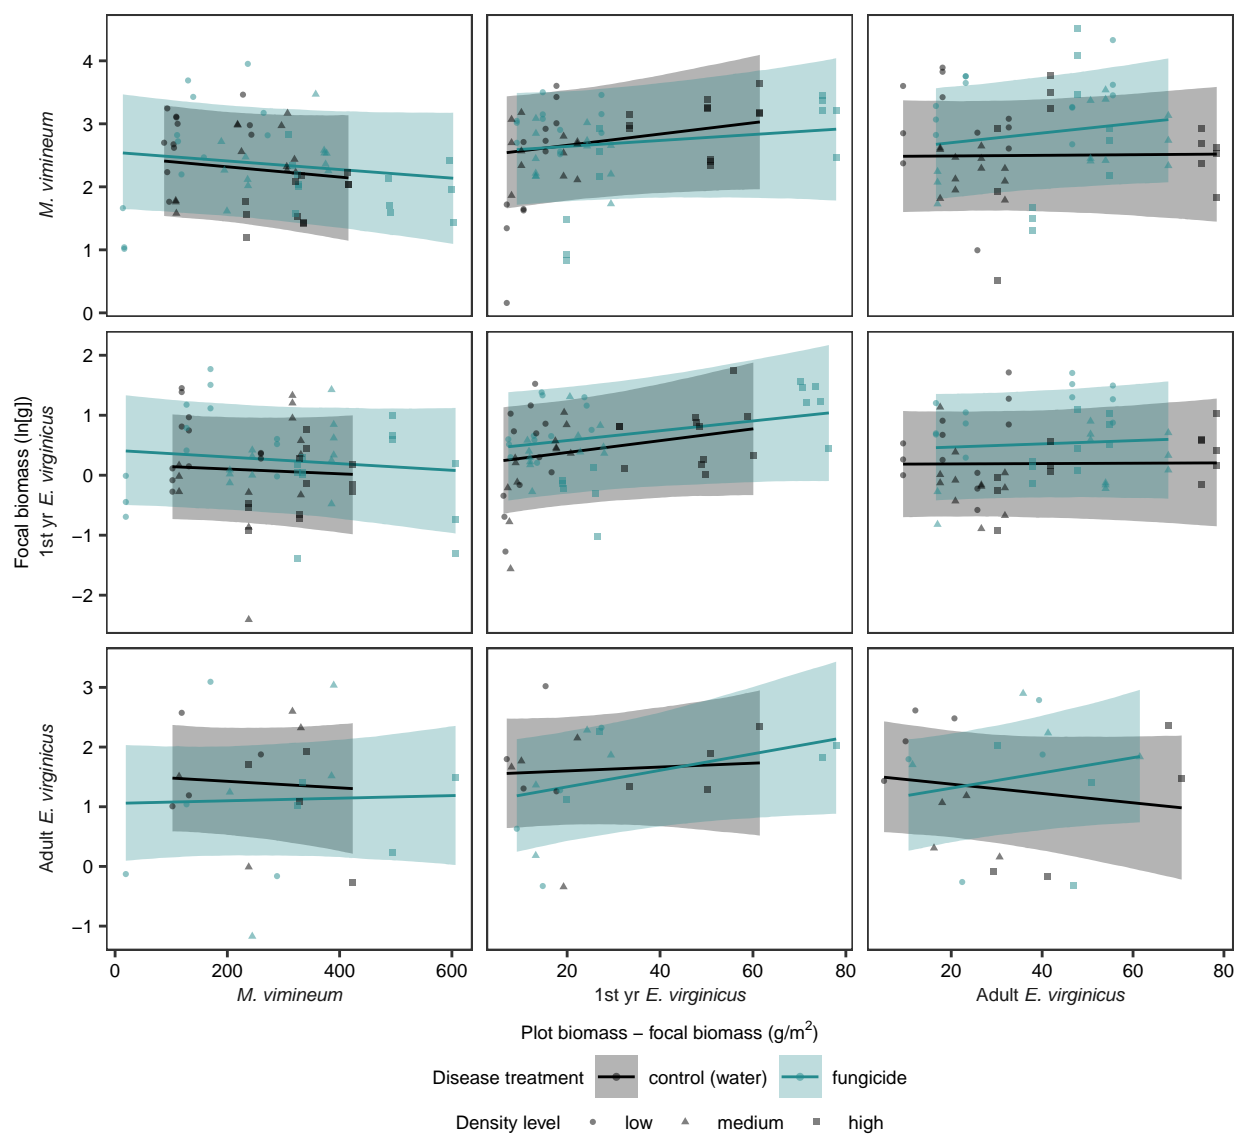 M. vimineum
4
3
2
1
0
Focal biomass (ln[g])
1st yr E. virginicus
2
1
0
−1
−2
Adult E. virginicus
3
2
1
0
−1
0 200 400 600
20 40 60 80
20 40 60 80
M. vimineum
1st yr E. virginicus
Adult E. virginicus
Plot biomass − focal biomass (g/m²)
Disease treatment control (water) fungicide
Density level low medium high